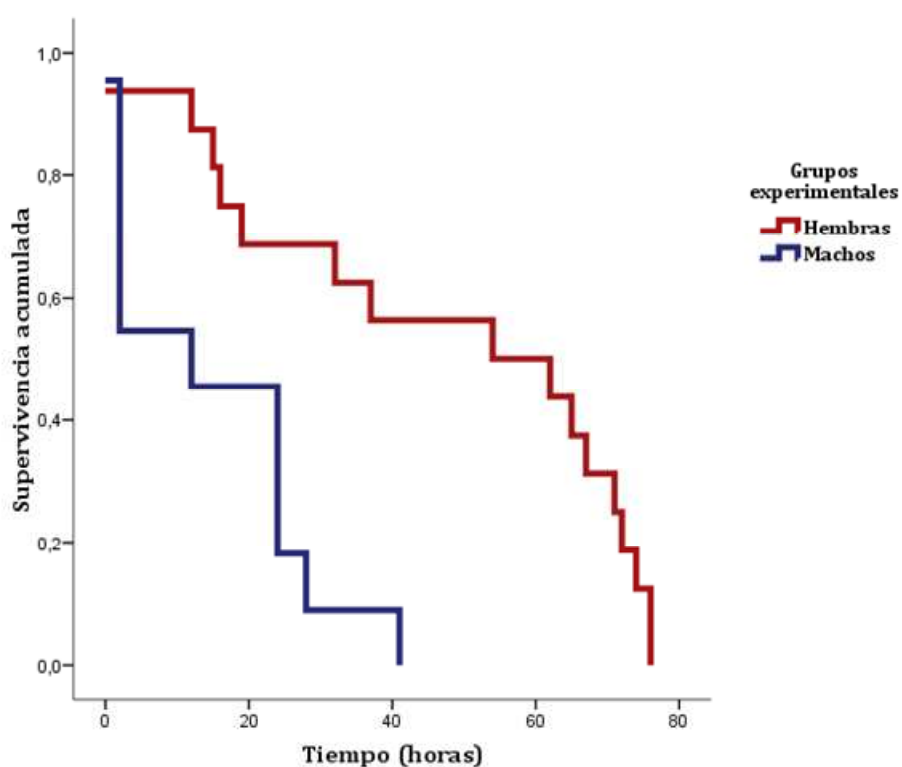 1,0
0,8
0,6
0,4
0,2
0,0
Supervivencia acumulada
0 20 40 60 80
Tiempo (horas)
Grupos
experimentales
Hembras
Machos